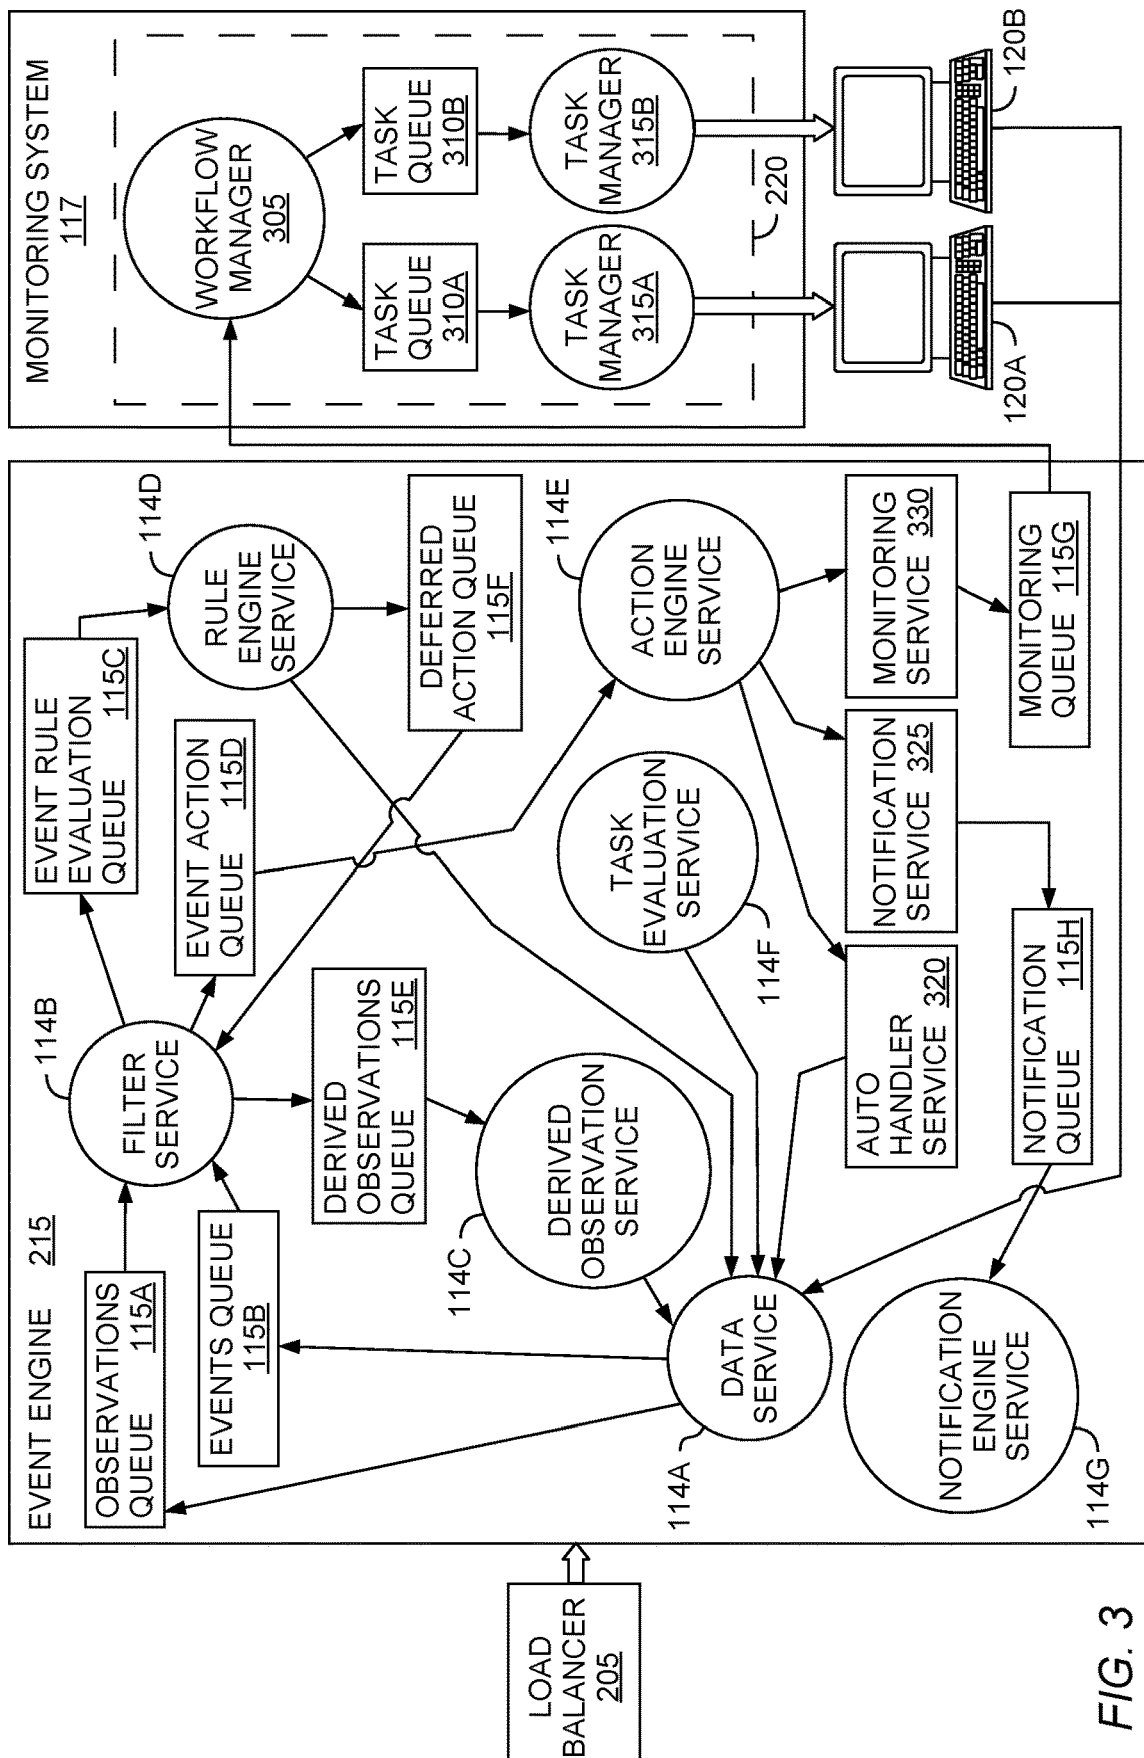 EVENT ENGINE 215
OBSERVATIONS
QUEUE 115A
EVENTS QUEUE
115B
FILTER
SERVICE
114B
EVENT RULE
EVALUATION
QUEUE 115C
EVENT ACTION
QUEUE 115D
DERIVED
OBSERVATIONS
QUEUE 115E
114D
RULE
ENGINE
SERVICE
DEFERRED
ACTION QUEUE
115F
114C
DERIVED
OBSERVATION
SERVICE
TASK
EVALUATION
SERVICE
114F
114E
ACTION
ENGINE
SERVICE
LOAD
BALANCER
205
114A
DATA
SERVICE
AUTO
HANDLER
SERVICE 320
NOTIFICATION
SERVICE 325
MONITORING
SERVICE 330
NOTIFICATION
ENGINE
SERVICE
114G
NOTIFICATION
QUEUE 115H
MONITORING
QUEUE 115G
MONITORING SYSTEM
117
WORKFLOW
MANAGER
305
TASK
QUEUE
310A
TASK
QUEUE
310B
TASK
MANAGER
315A
TASK
MANAGER
315B
220
120A
120B
FIG. 3